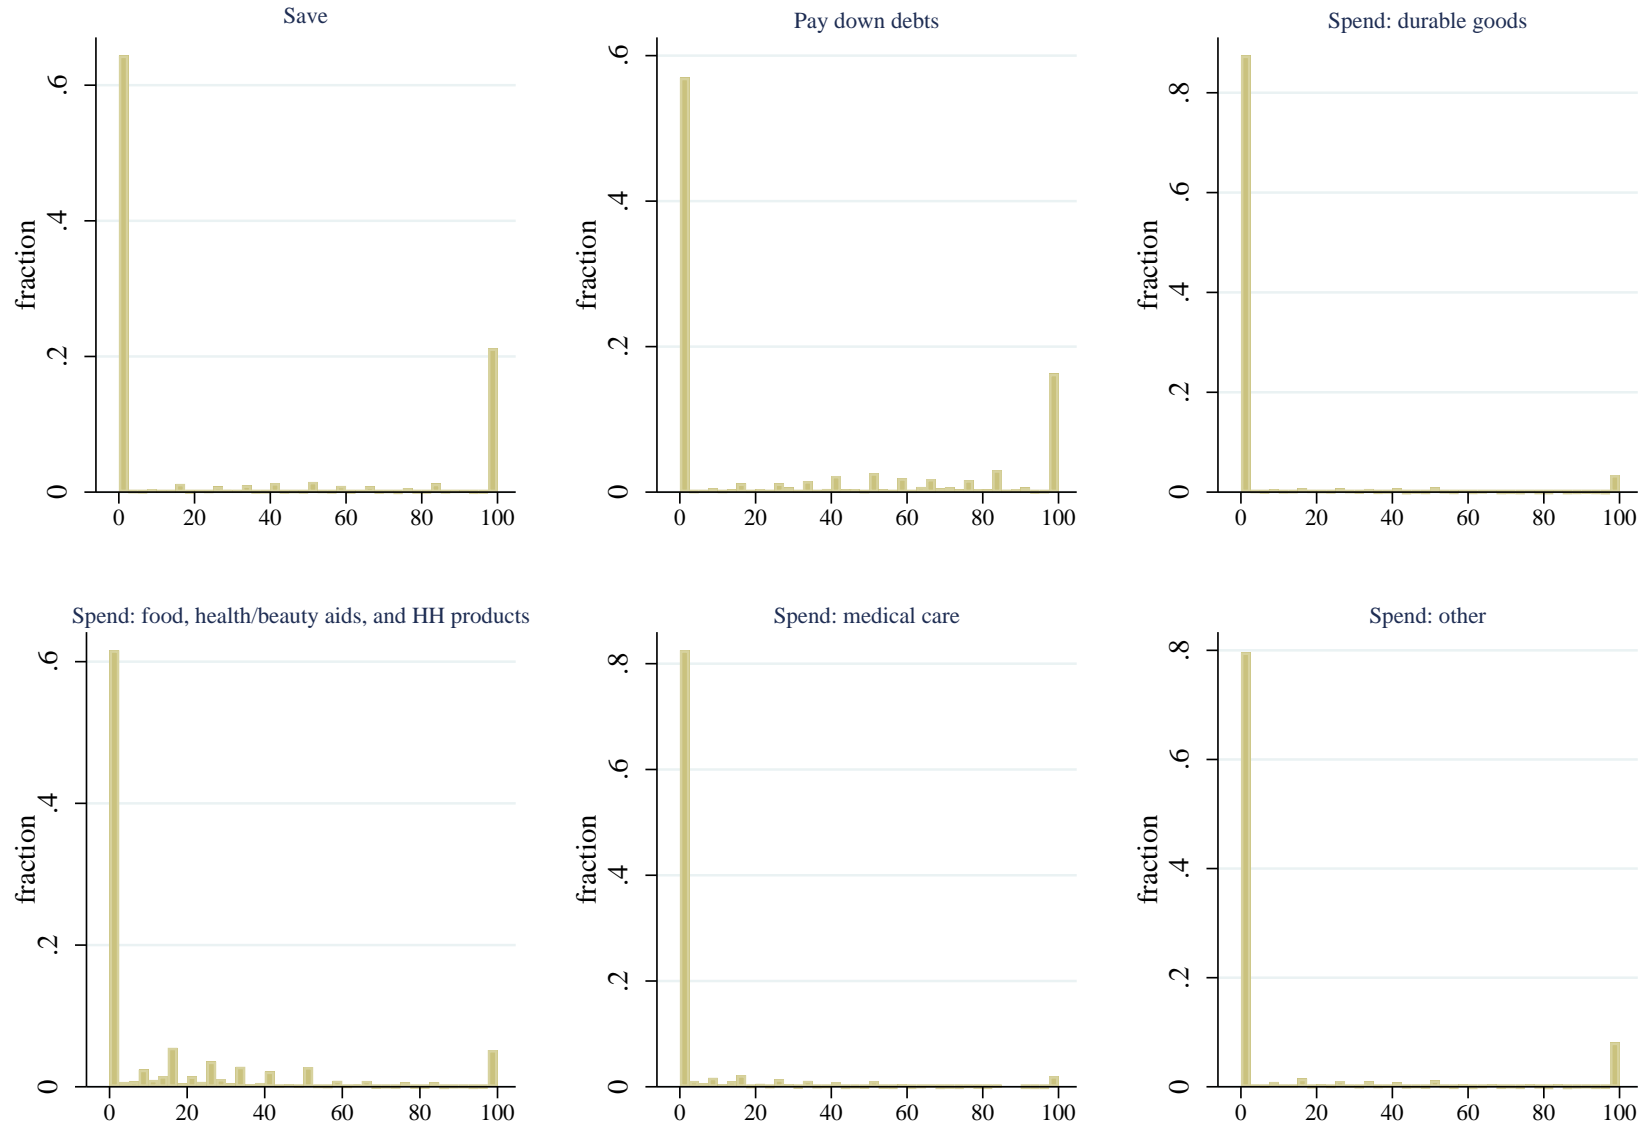 Save
Pay down debts
Spend: durable goods
fraction
0 .2 .4 .6
0 20 40 60 80 100
fraction
0 .2 .4 .6
0 20 40 60 80 100
fraction
0 .2 .4 .6 .8
0 20 40 60 80 100
Spend: food, health/beauty aids, and HH products
Spend: medical care
Spend: other
fraction
0 .2 .4 .6
0 20 40 60 80 100
fraction
0 .2 .4 .6 .8
0 20 40 60 80 100
fraction
0 .2 .4 .6 .8
0 20 40 60 80 100